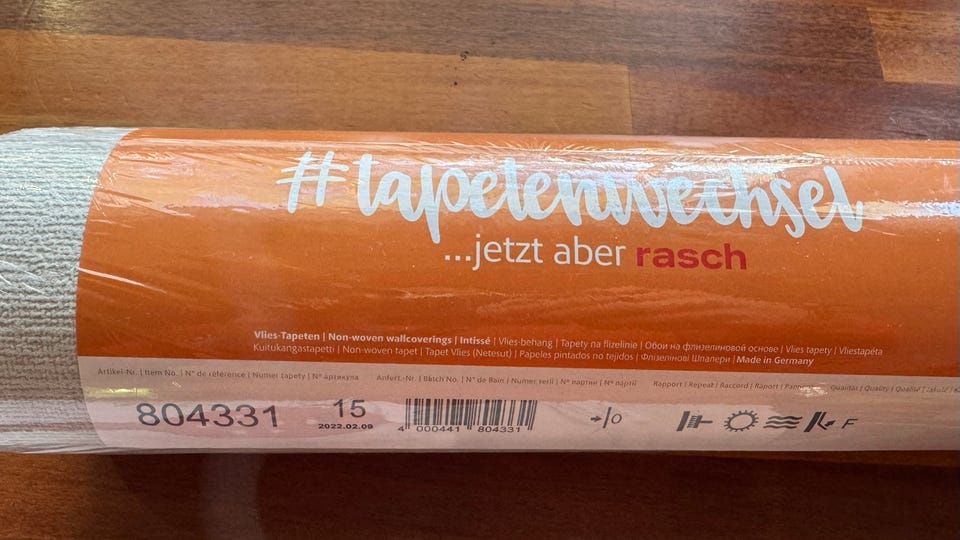 #tapetenwechsel
...jetzt aber rasch
Vlies-Tapeten | Non-woven wallcoverings | Intissé | Vlies-behang | Tapety na flizelinie | Обои на флизелиновой основе | Vlies tapety | Vliestapéta
Kuitukangastapetti | Non-woven tapet | Tapet Vlies (Netesut) | Papeles pintados no tejidos | Флизелінові Шпалери | Made in Germany
Artikel-Nr. | Item No. | N° de référence | Numer tapety | № артикула
Anfert.-Nr. | Batch No. | N° de Bain | Numer serii | № партии | № партії
Rapport | Repeat | Raccord | Raport |
Qualität | Quality | Qualité |
804331
15
2022.02.09
4 000441 804331
0
F